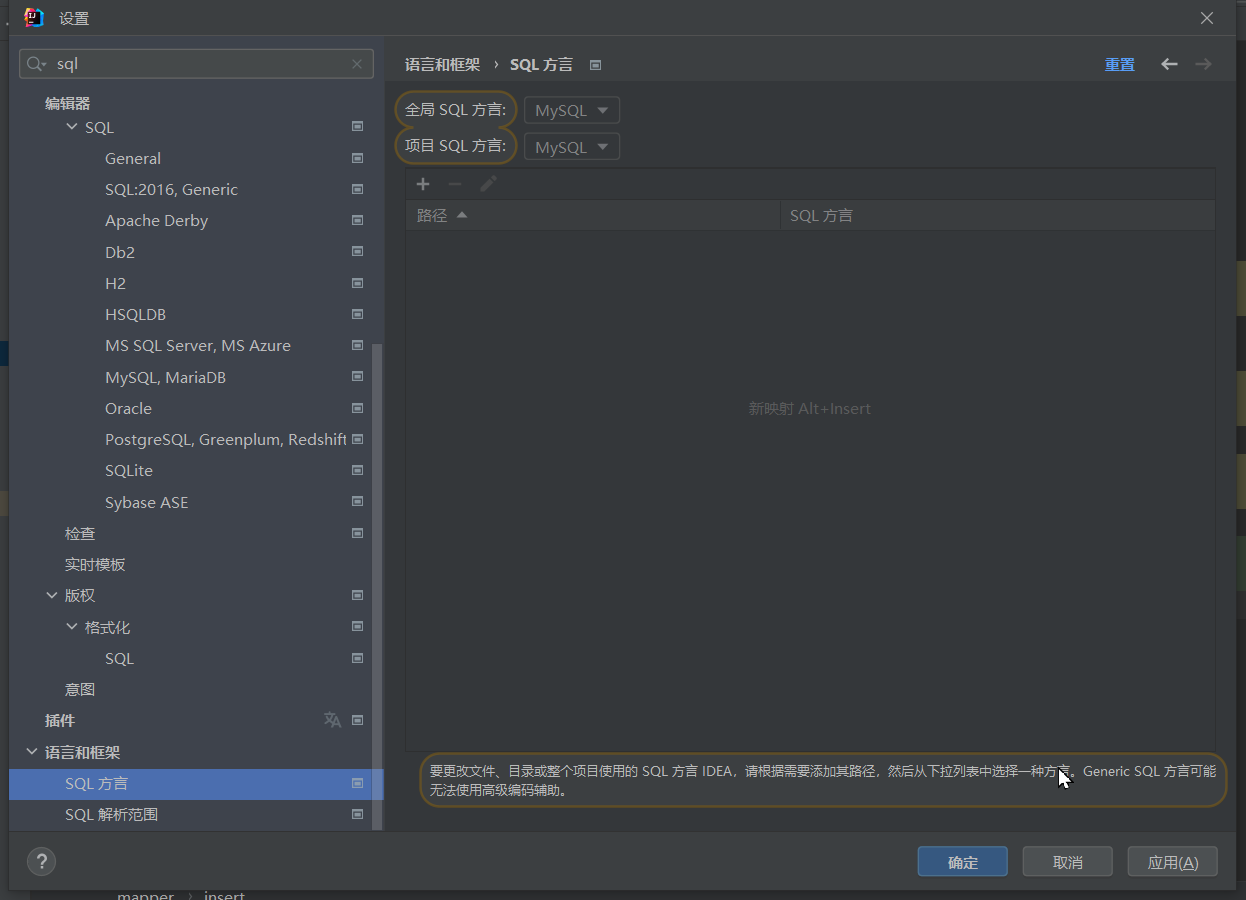 设置
sql
编辑器
SQL
General
SQL:2016, Generic
Apache Derby
Db2
H2
HSQLDB
MS SQL Server, MS Azure
MySQL, MariaDB
Oracle
PostgreSQL, Greenplum, Redshift
SQLite
Sybase ASE
检查
实时模板
版权
格式化
SQL
意图
插件
语言和框架
SQL 方言
SQL 解析范围
语言和框架 › SQL 方言
重置
全局 SQL 方言: MySQL
项目 SQL 方言: MySQL
路径 SQL 方言
新映射 Alt+Insert
要更改文件、目录或整个项目使用的 SQL 方言 IDEA，请根据需要添加其路径，然后从下拉列表中选择一种方言。Generic SQL 方言可能
无法使用高级编码辅助。
?
确定 取消 应用(A)
mapper › insert